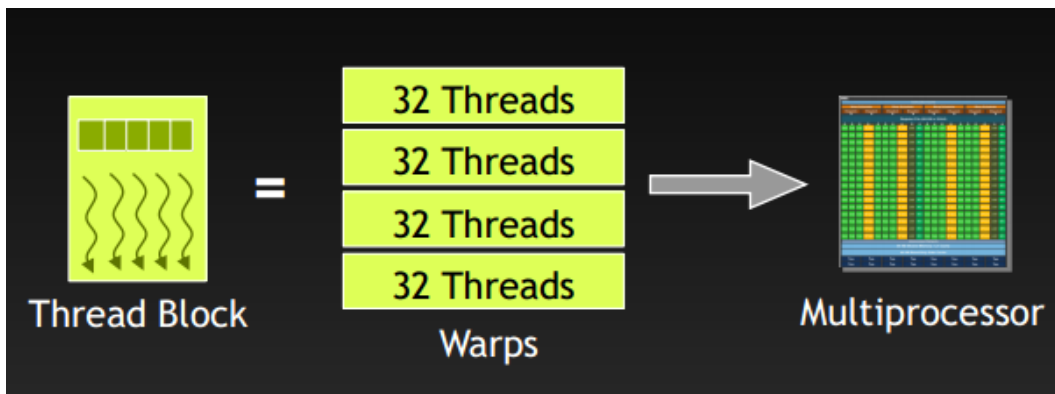 32 Threads
32 Threads
=
32 Threads
32 Threads
Thread Block
Warps
Multiprocessor